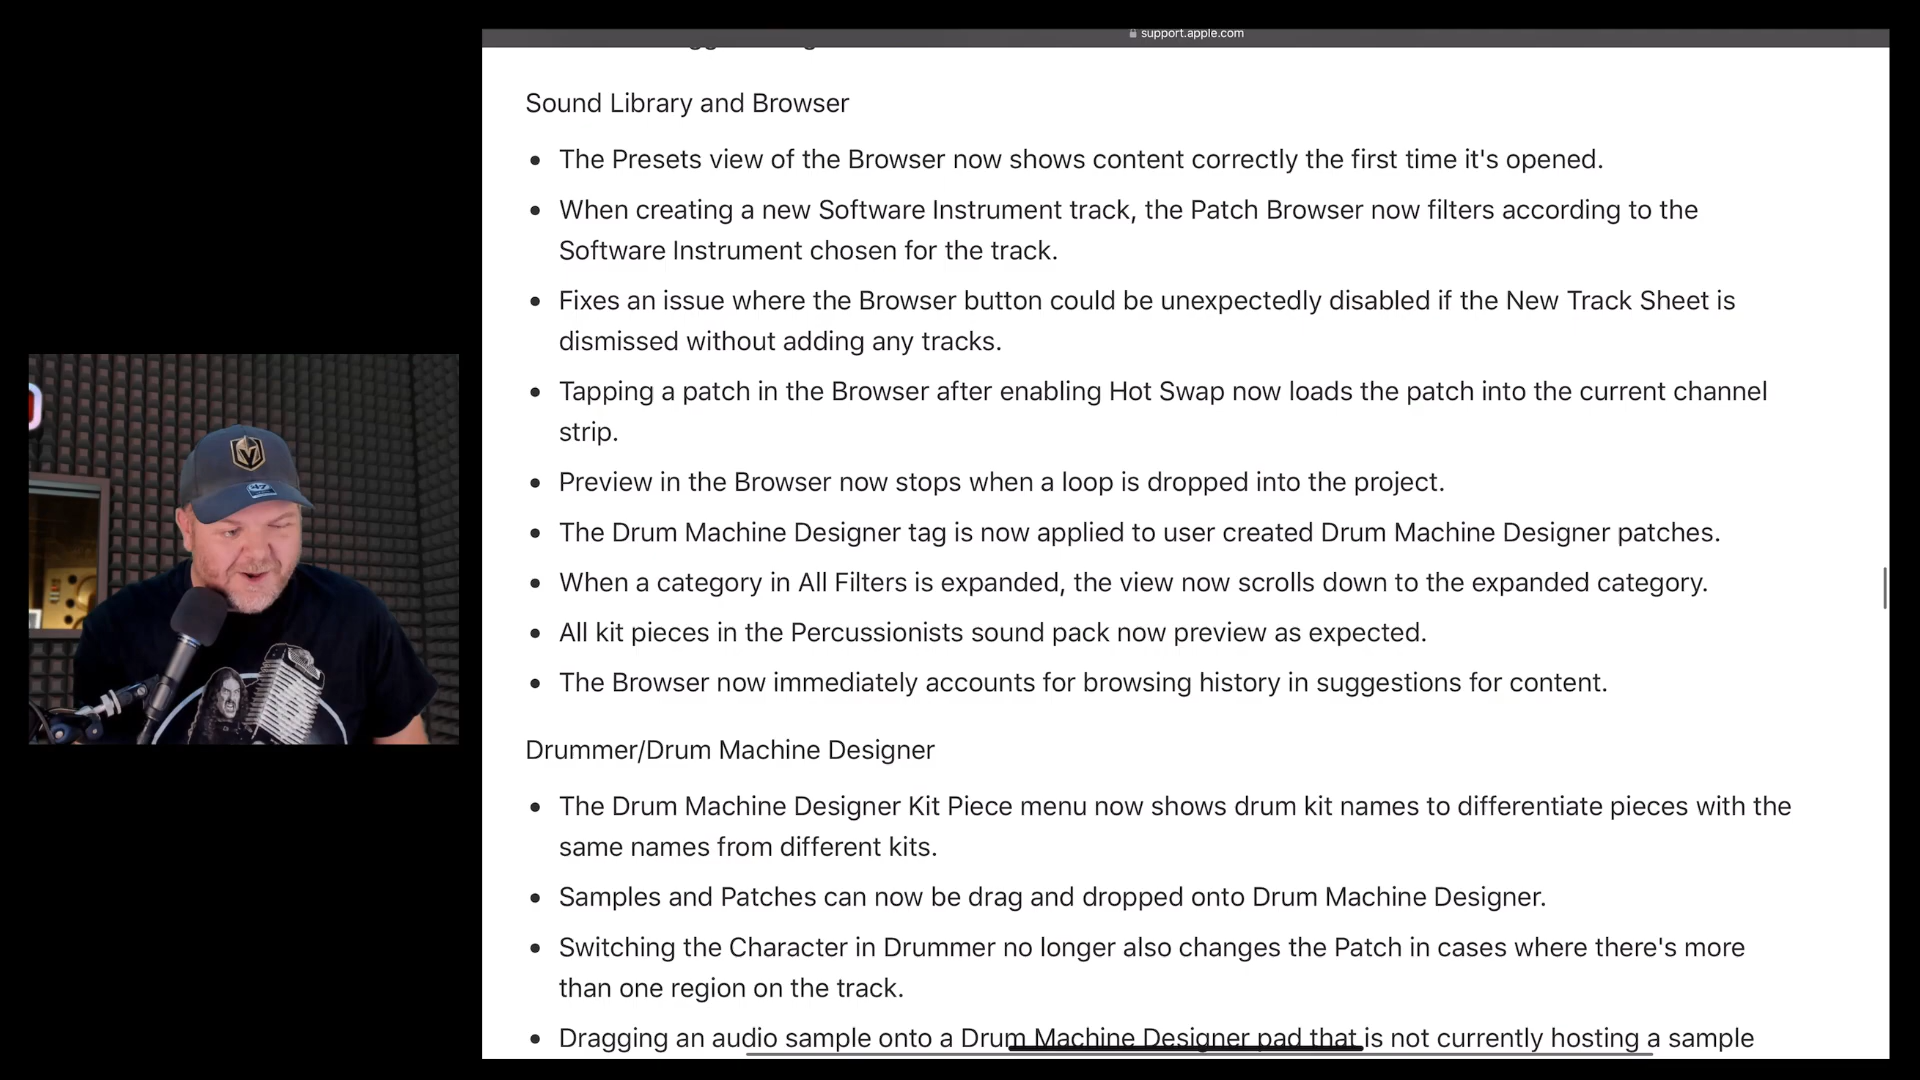 support.apple.com
Sound Library and Browser
• The Presets view of the Browser now shows content correctly the first time it's opened.
• When creating a new Software Instrument track, the Patch Browser now filters according to the
Software Instrument chosen for the track.
• Fixes an issue where the Browser button could be unexpectedly disabled if the New Track Sheet is
dismissed without adding any tracks.
• Tapping a patch in the Browser after enabling Hot Swap now loads the patch into the current channel
strip.
• Preview in the Browser now stops when a loop is dropped into the project.
• The Drum Machine Designer tag is now applied to user created Drum Machine Designer patches.
• When a category in All Filters is expanded, the view now scrolls down to the expanded category.
• All kit pieces in the Percussionists sound pack now preview as expected.
• The Browser now immediately accounts for browsing history in suggestions for content.
Drummer/Drum Machine Designer
• The Drum Machine Designer Kit Piece menu now shows drum kit names to differentiate pieces with the
same names from different kits.
• Samples and Patches can now be drag and dropped onto Drum Machine Designer.
• Switching the Character in Drummer no longer also changes the Patch in cases where there's more
than one region on the track.
• Dragging an audio sample onto a Drum Machine Designer pad that is not currently hosting a sample